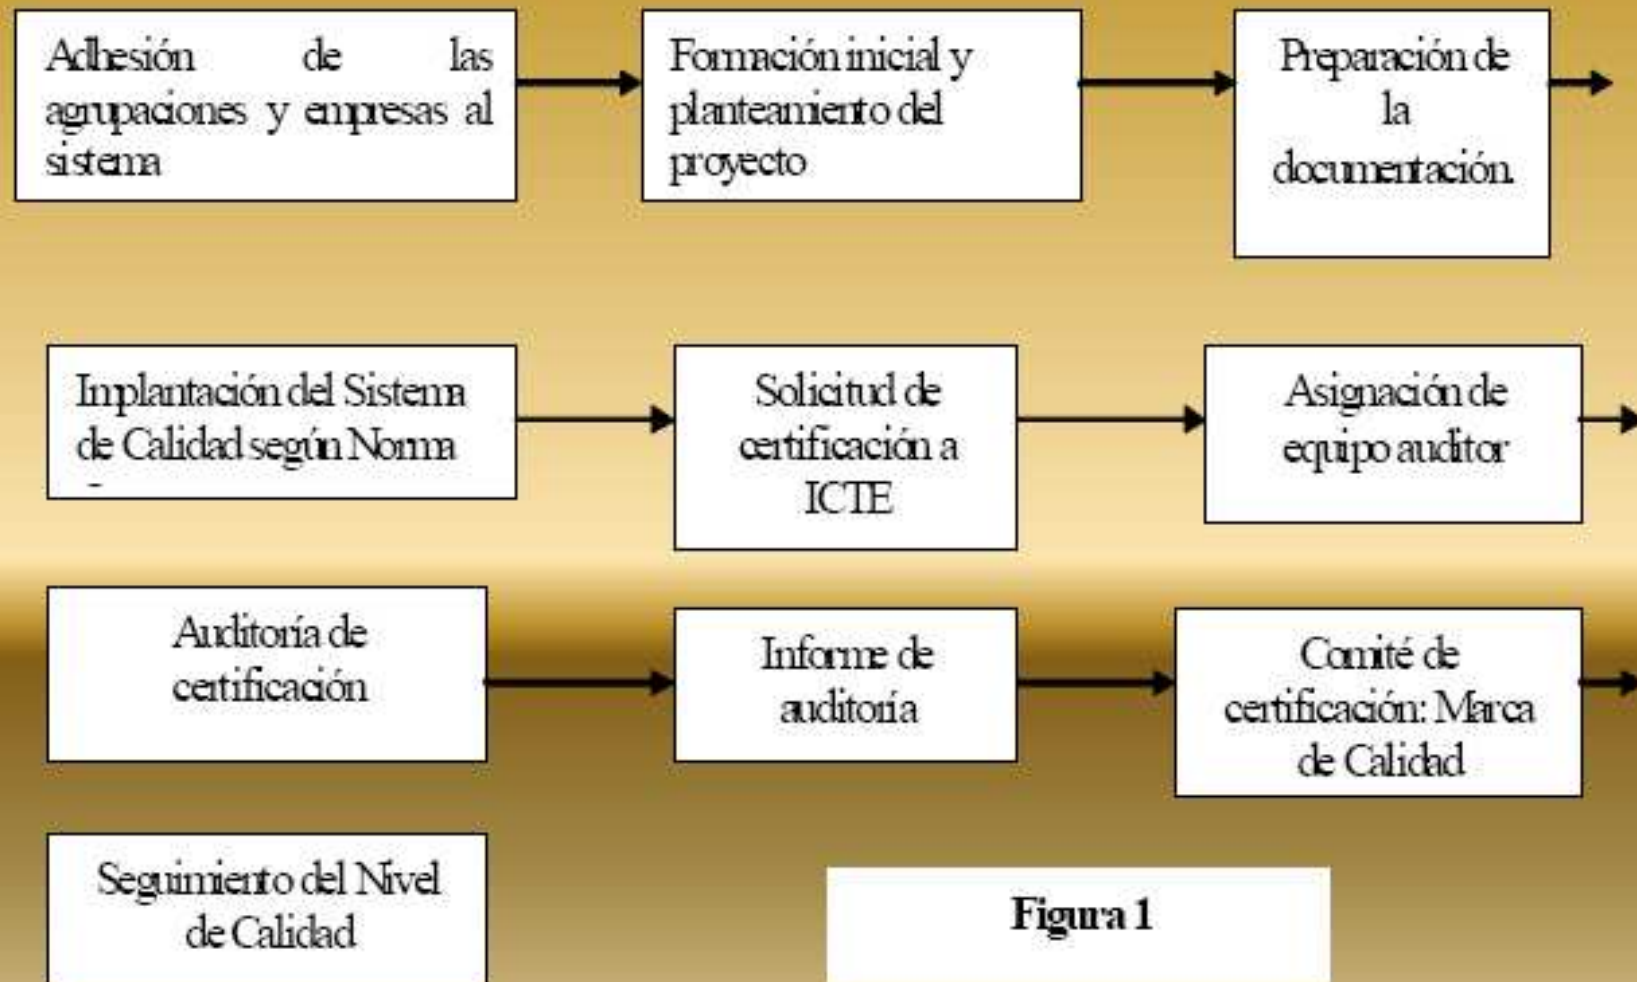 Adhesión de las
agrupaciones y empresas al
sistema
Formación inicial y
planteamiento del
proyecto
Preparación de
la
documentación.
Implantación del Sistema
de Calidad según Norma
Solicitud de
certificación a
ICTE
Asignación de
equipo auditor
Auditoría de
certificación
Informe de
auditoría
Comité de
certificación: Marca
de Calidad
Seguimiento del Nivel
de Calidad
Figura 1